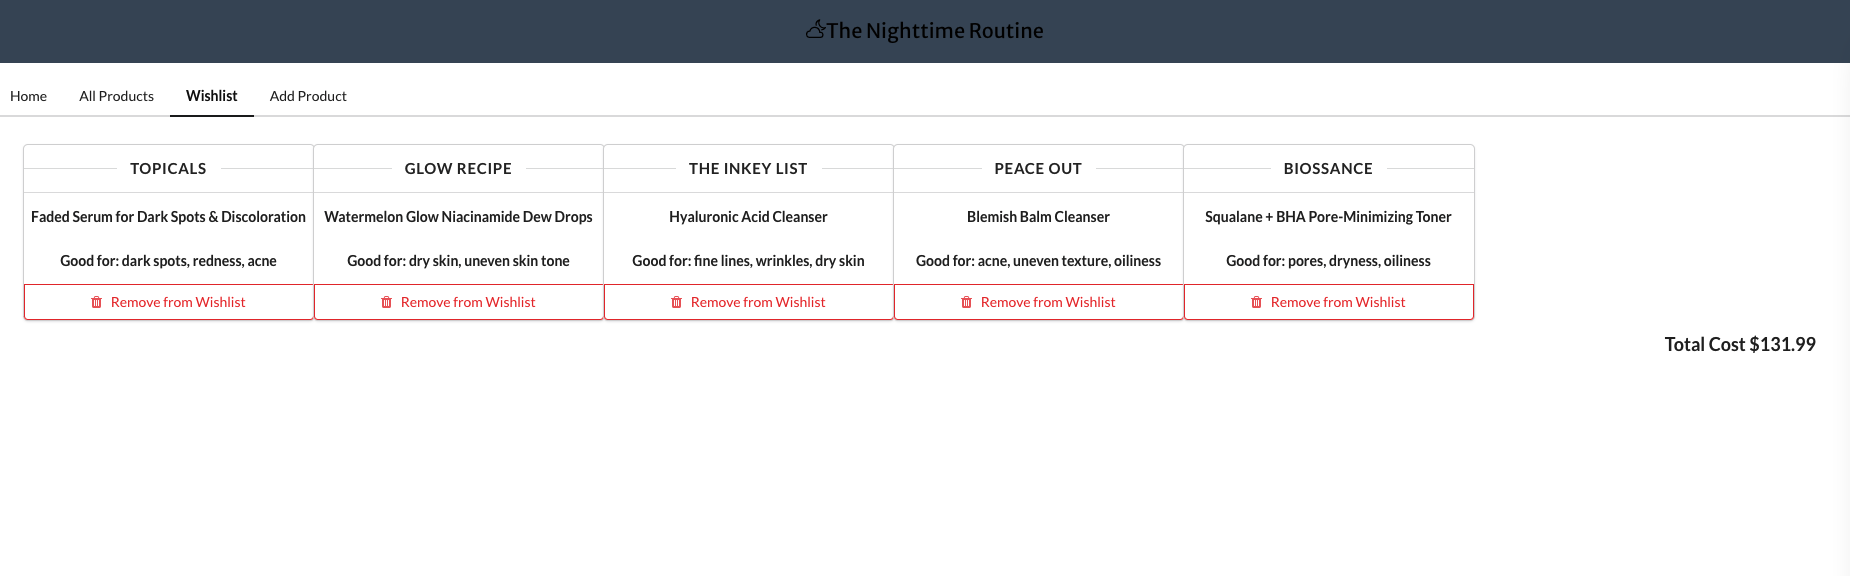 The Nighttime Routine
Home All Products Wishlist Add Product
TOPICALS
Faded Serum for Dark Spots & Discoloration
Good for: dark spots, redness, acne
Remove from Wishlist
GLOW RECIPE
Watermelon Glow Niacinamide Dew Drops
Good for: dry skin, uneven skin tone
Remove from Wishlist
THE INKEY LIST
Hyaluronic Acid Cleanser
Good for: fine lines, wrinkles, dry skin
Remove from Wishlist
PEACE OUT
Blemish Balm Cleanser
Good for: acne, uneven texture, oiliness
Remove from Wishlist
BIOSSANCE
Squalane + BHA Pore-Minimizing Toner
Good for: pores, dryness, oiliness
Remove from Wishlist
Total Cost $131.99